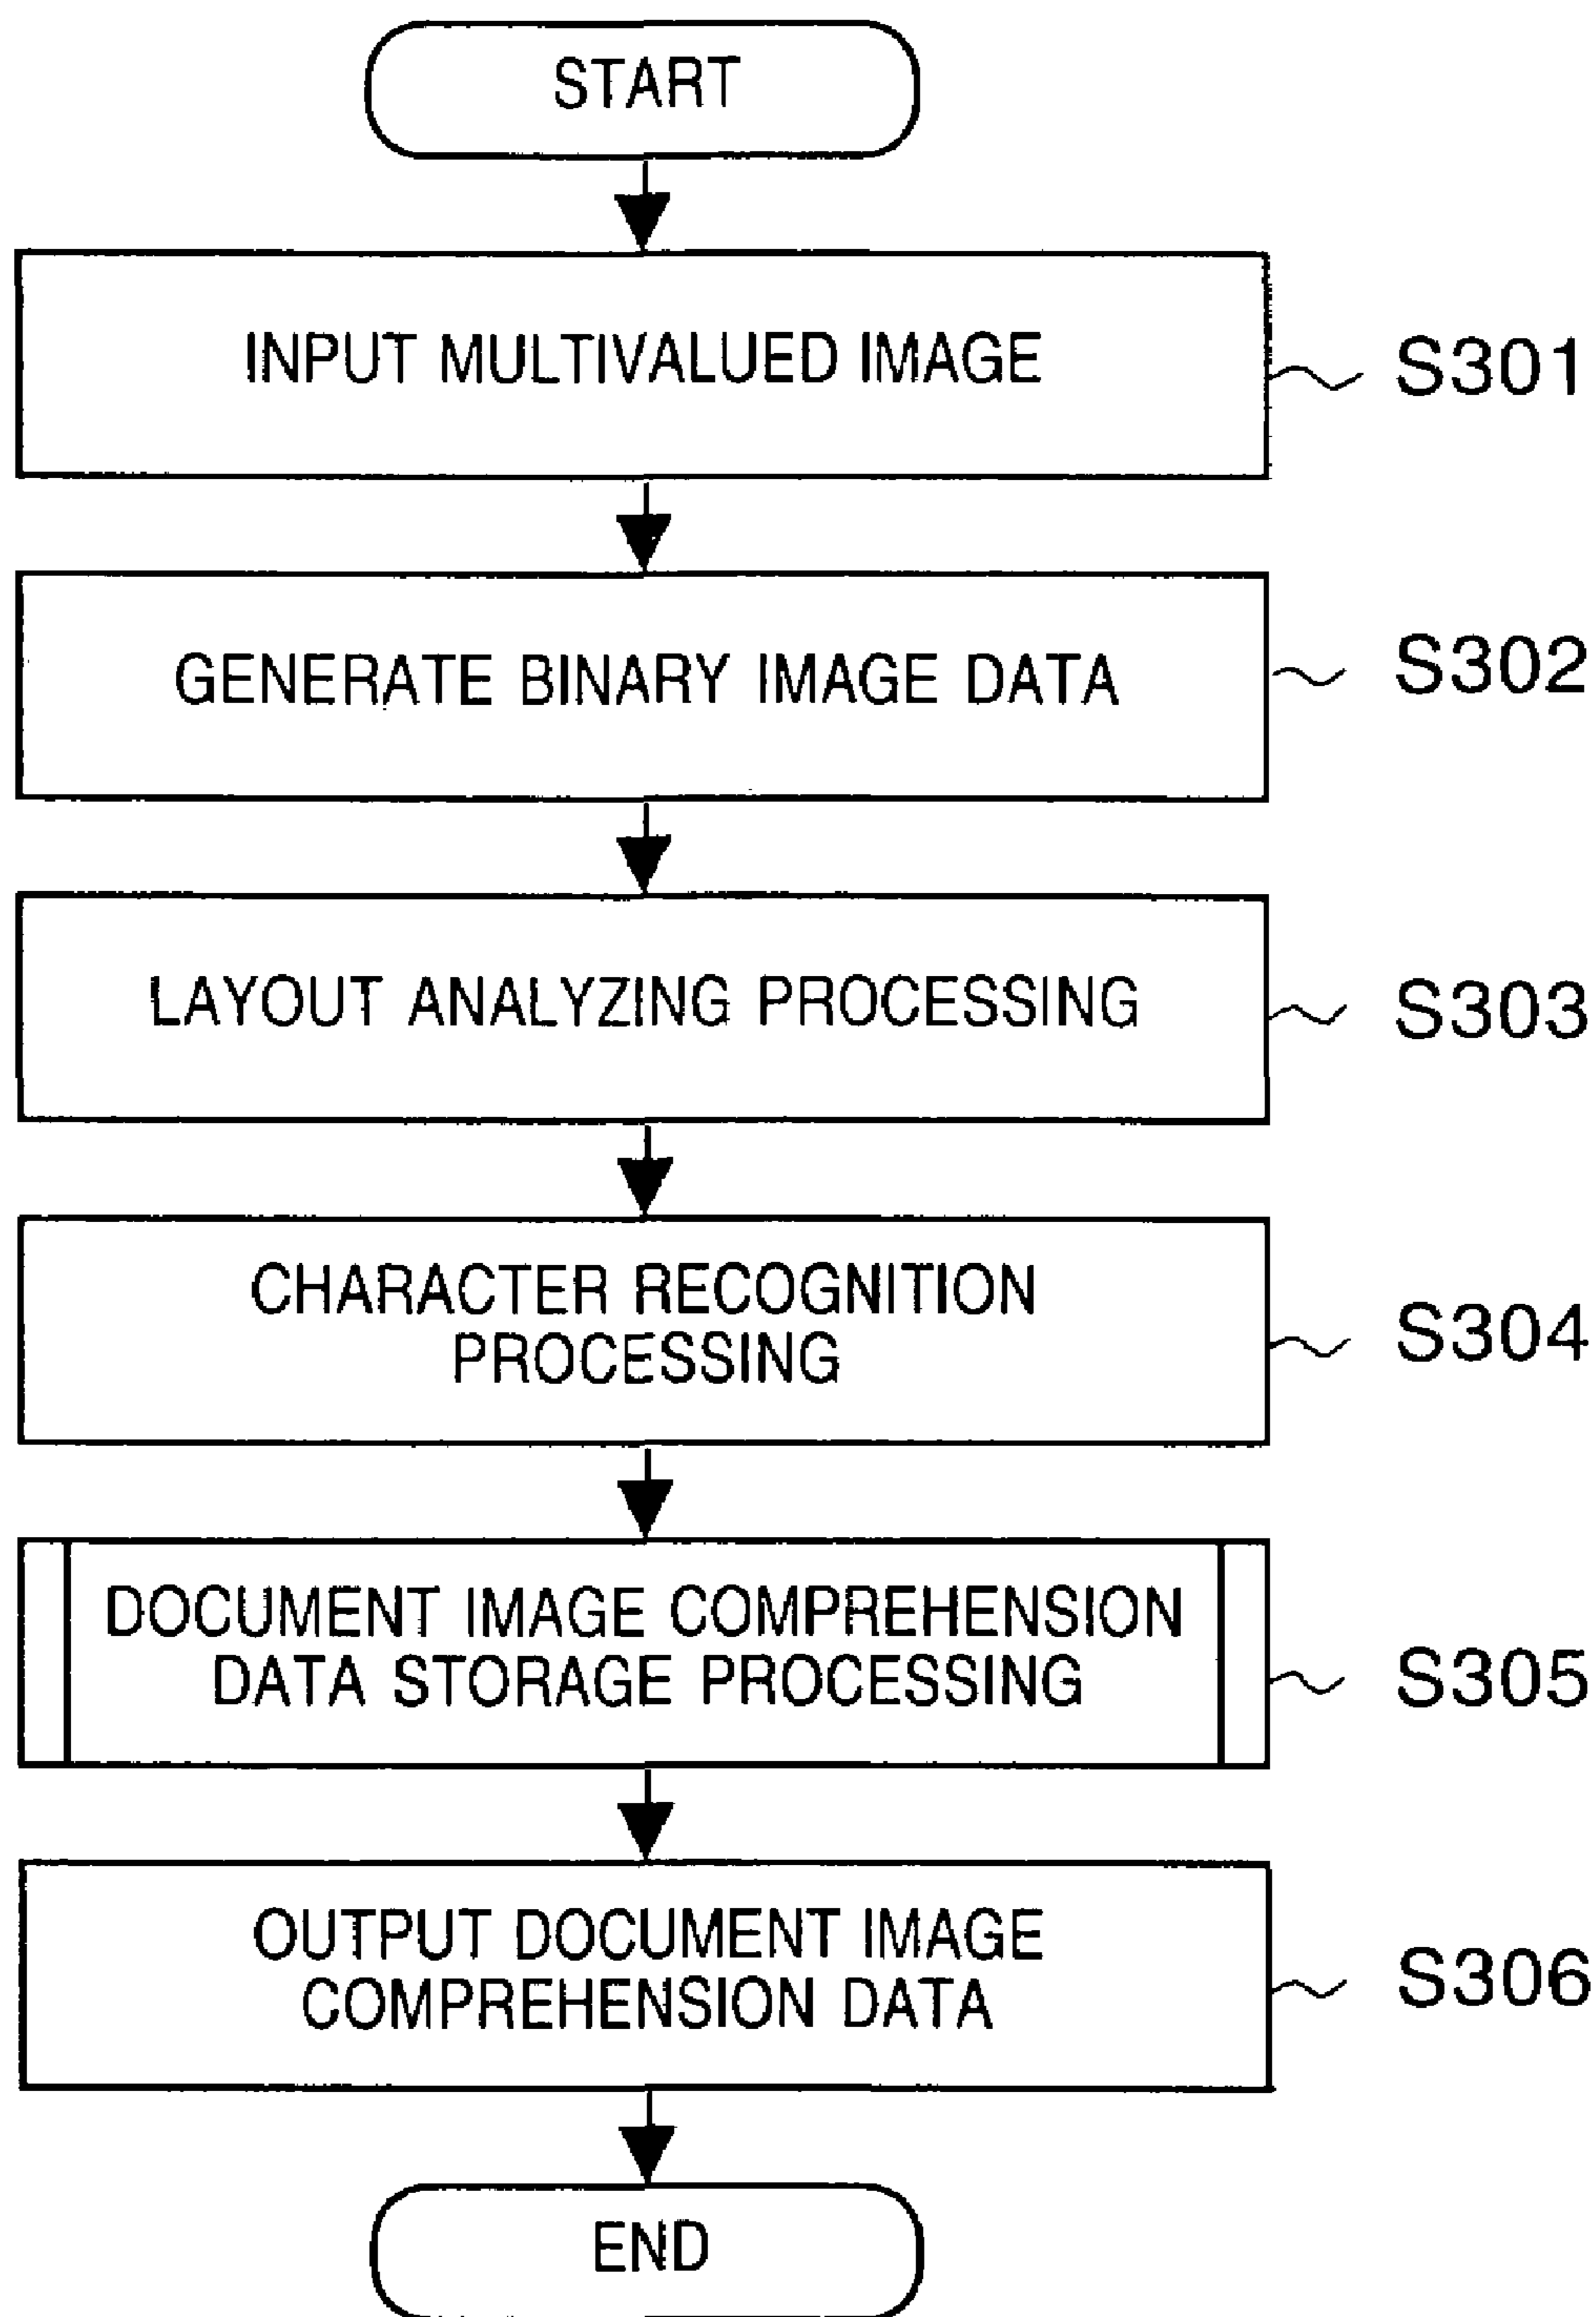 START
INPUT MULTIVALUED IMAGE
S301
GENERATE BINARY IMAGE DATA
S302
LAYOUT ANALYZING PROCESSING
S303
CHARACTER RECOGNITION
PROCESSING
S304
DOCUMENT IMAGE COMPREHENSION
DATA STORAGE PROCESSING
S305
OUTPUT DOCUMENT IMAGE
COMPREHENSION DATA
S306
END